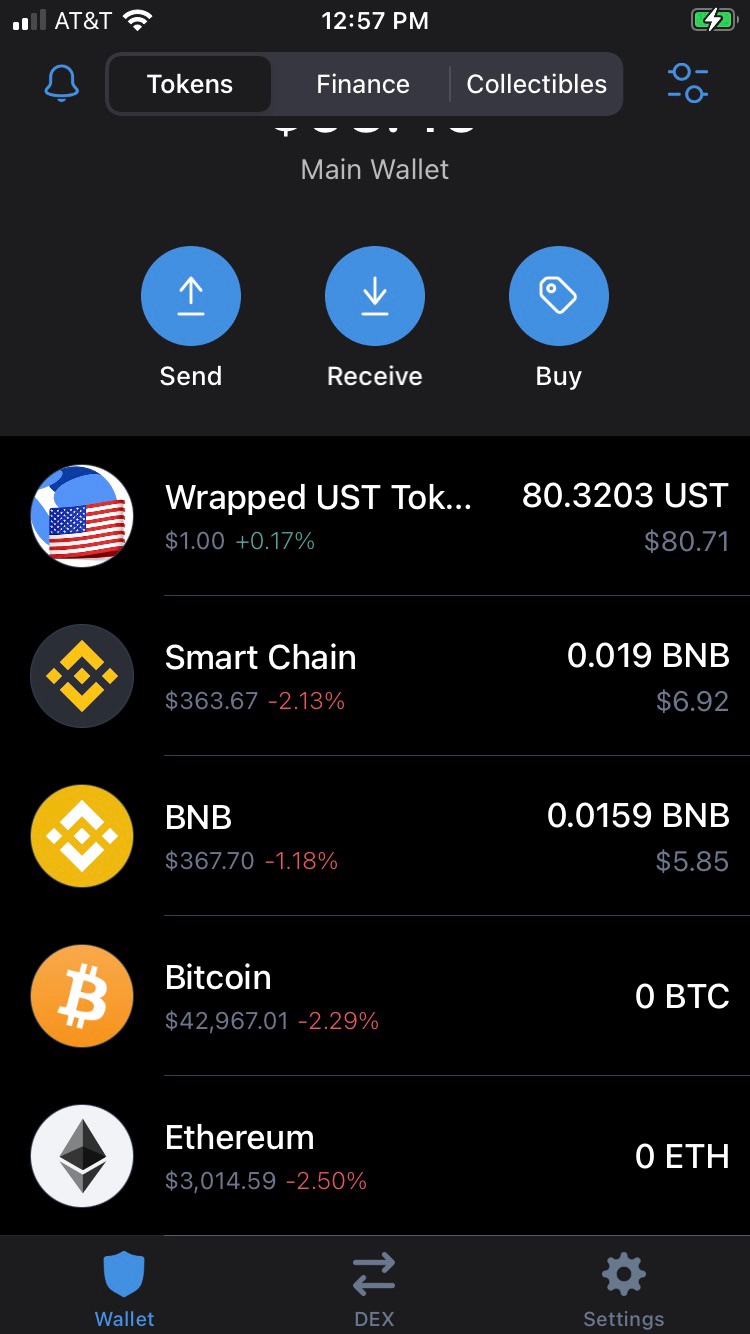 AT&T 12:57 PM
Tokens Finance Collectibles
Main Wallet
Send Receive Buy
Wrapped UST Tok... 80.3203 UST
$1.00 +0.17% $80.71
Smart Chain 0.019 BNB
$363.67 -2.13% $6.92
BNB 0.0159 BNB
$367.70 -1.18% $5.85
Bitcoin 0 BTC
$42,967.01 -2.29%
Ethereum 0 ETH
$3,014.59 -2.50%
Wallet DEX Settings